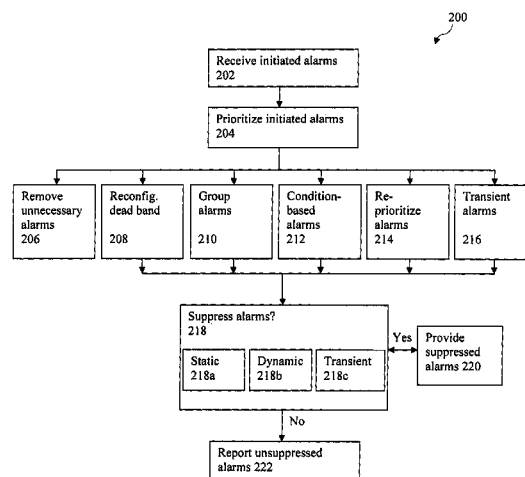 200
Receive initiated alarms
202
Prioritize initiated alarms
204
Remove
unnecessary
alarms
206
Reconfig.
dead band
208
Group
alarms
210
Condition-
based
alarms
212
Re-
prioritize
alarms
214
Transient
alarms
216
Suppress alarms?
218
Static
218a
Dynamic
218b
Transient
218c
Yes
Provide
suppressed
alarms 220
No
Report unsuppressed
alarms 222